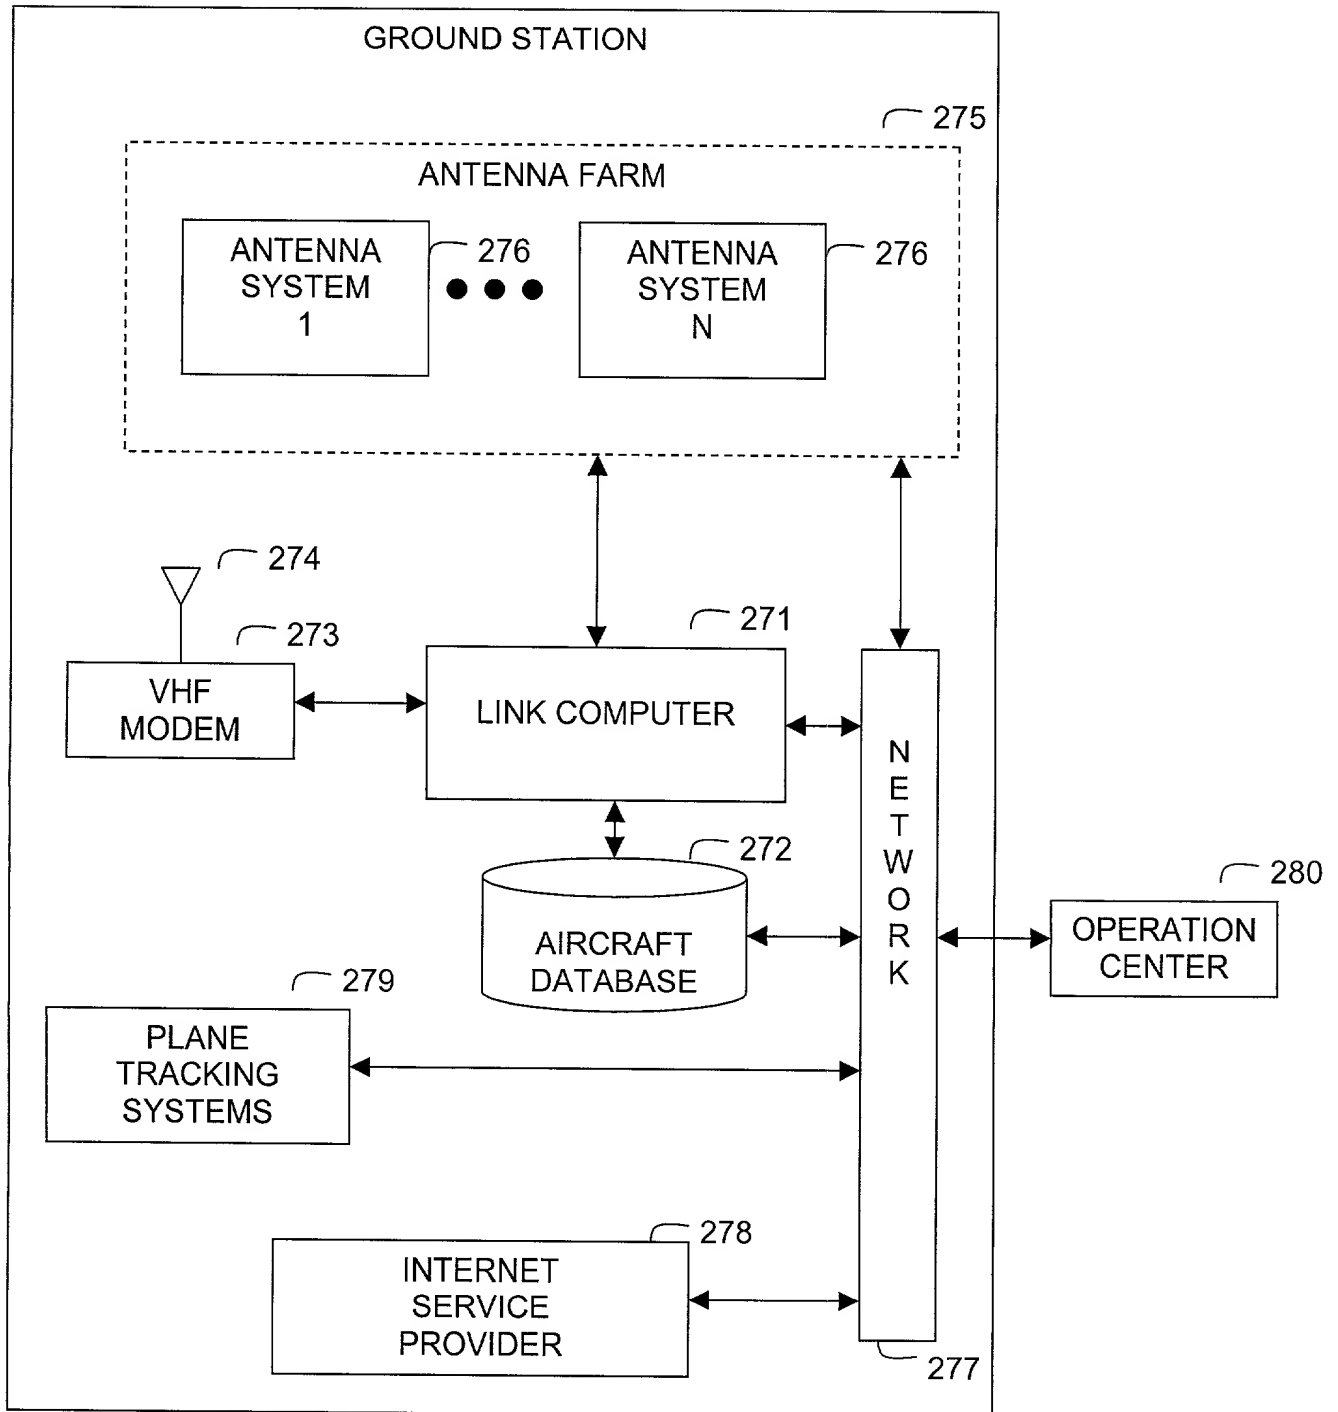 GROUND STATION
275
ANTENNA FARM
ANTENNA
SYSTEM
1
276
ANTENNA
SYSTEM
N
276
274
273
VHF
MODEM
271
LINK COMPUTER
NETWORK
272
AIRCRAFT
DATABASE
280
OPERATION
CENTER
279
PLANE
TRACKING
SYSTEMS
278
INTERNET
SERVICE
PROVIDER
277